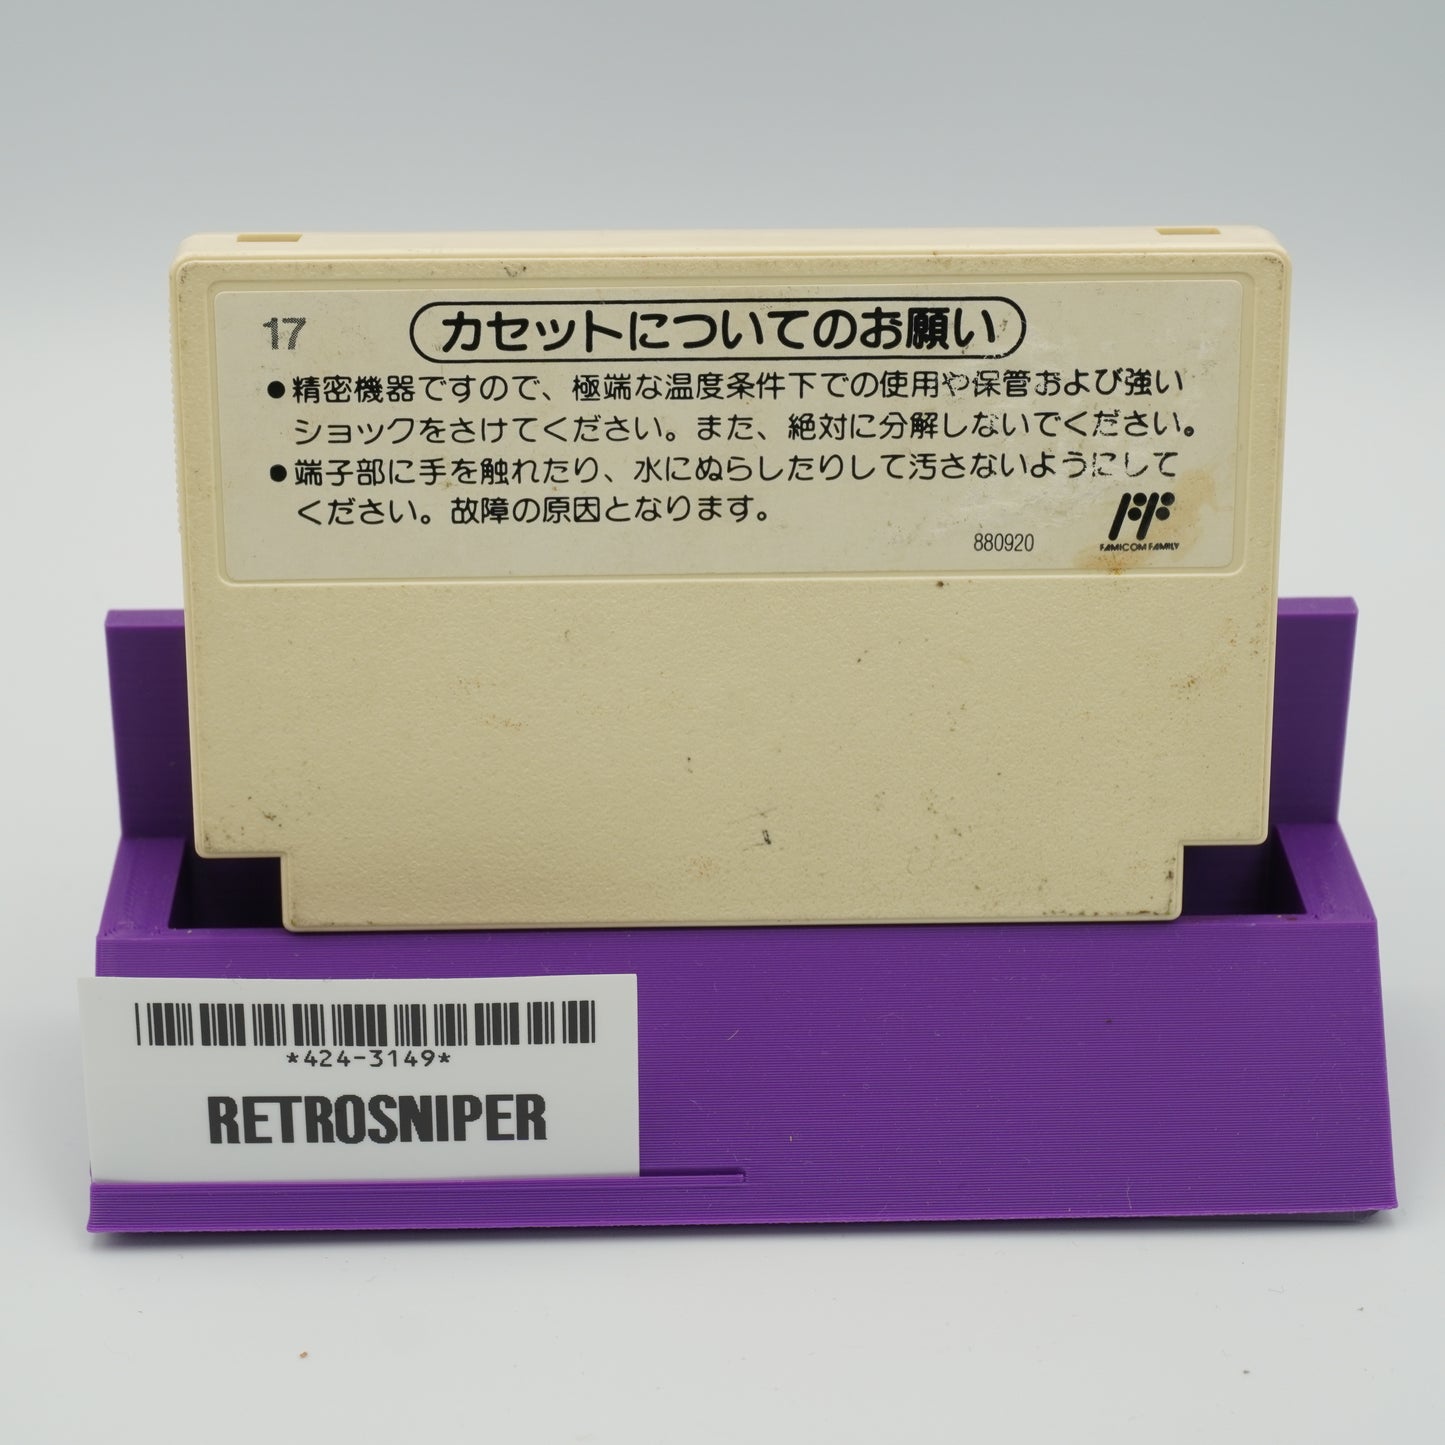 17
カセットについてのお願い
●精密機器ですので、極端な温度条件下での使用や保管および強い
ショックをさけてください。また、絶対に分解しないでください。
●端子部に手を触れたり、水にぬらしたりして汚さないようにして
ください。故障の原因となります。
880920
FAMICOM FAMILY
*424-3149*
RETROSNIPER